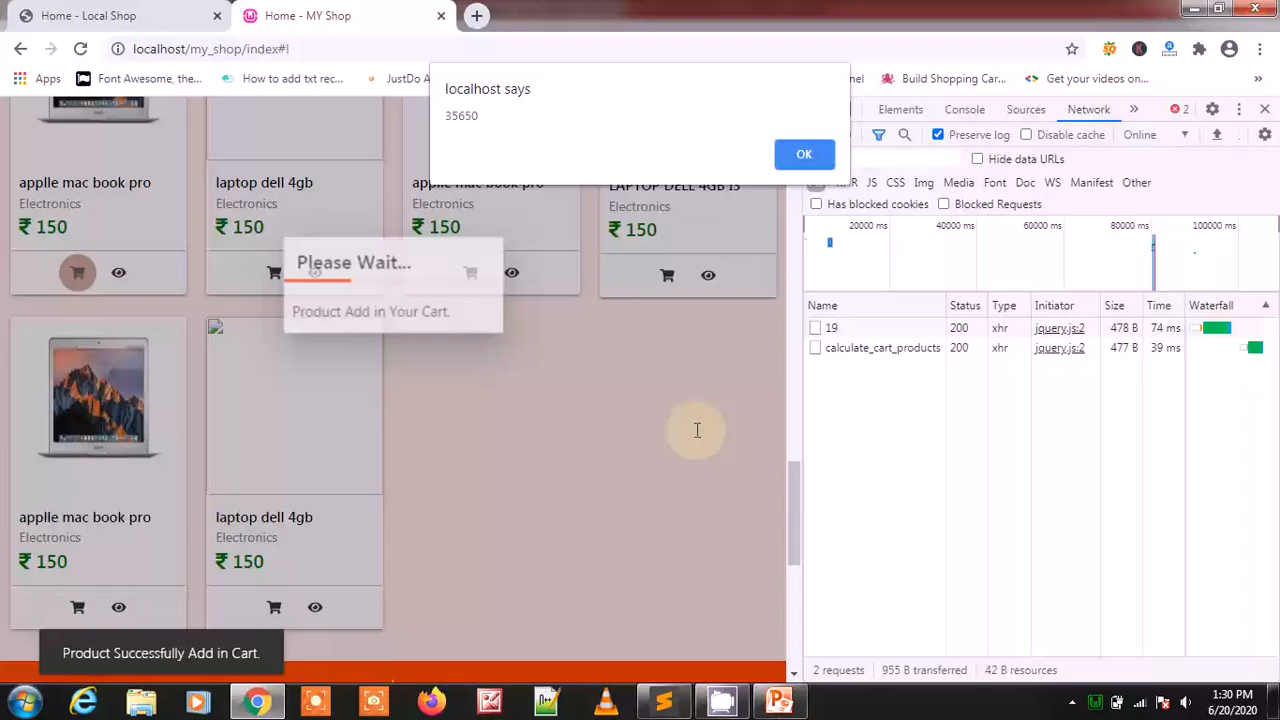 Home - Local Shop
Home - MY Shop
localhost/my_shop/index#!
Apps
Font Awesome, the...
How to add txt rec...
JustDo A
nel
Build Shopping Car...
Get your videos on...
»
localhost says
35650
OK
Elements
Console
Sources
Network
»
2
Preserve log
Disable cache
Online
Hide data URLs
XHR
JS
CSS
Img
Media
Font
Doc
WS
Manifest
Other
Has blocked cookies
Blocked Requests
20000 ms
40000 ms
60000 ms
80000 ms
100000 ms
Name
Status
Type
Initiator
Size
Time
Waterfall
19
200
xhr
jquery.js:2
478 B
74 ms
calculate_cart_products
200
xhr
jquery.js:2
477 B
39 ms
2 requests
955 B transferred
42 B resources
applle mac book pro
Electronics
₹ 150
laptop dell 4gb
Electronics
₹ 150
applle mac book pro
Electronics
₹ 150
LAPTOP DELL 4GB I5
Electronics
₹ 150
Please Wait...
Product Add in Your Cart.
applle mac book pro
Electronics
₹ 150
laptop dell 4gb
Electronics
₹ 150
Product Successfully Add in Cart.
1:30 PM
6/20/2020